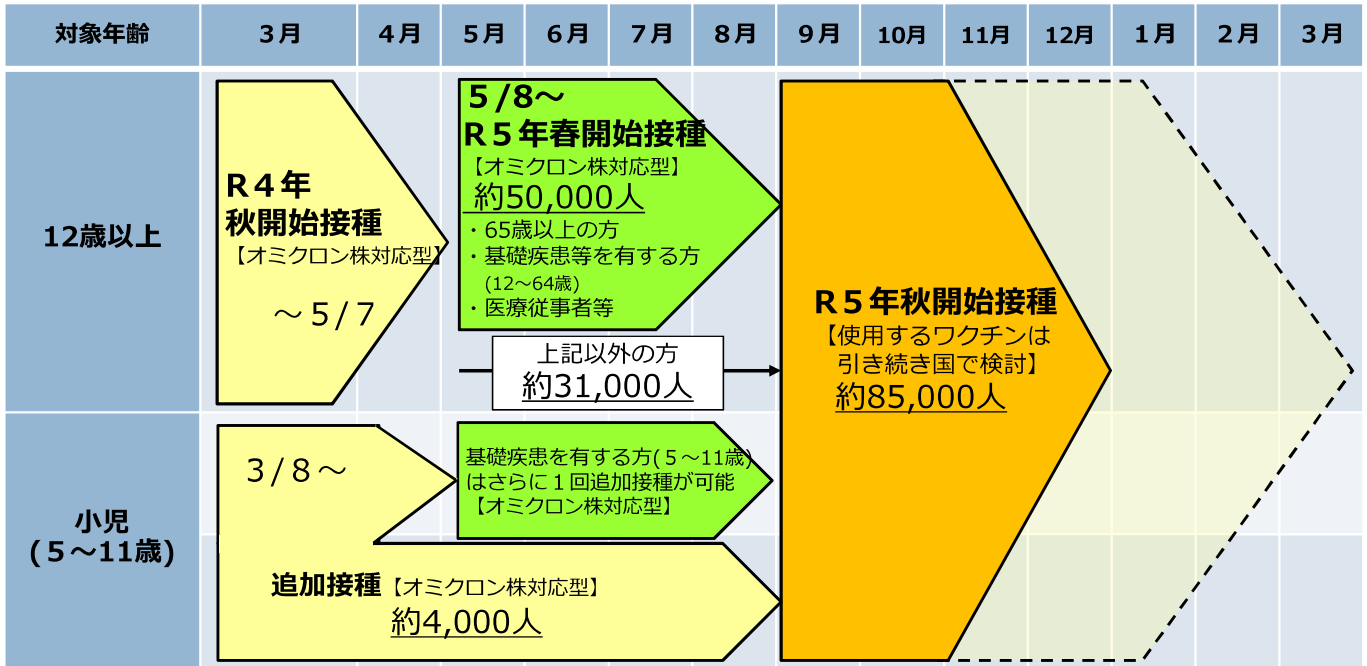 対象年齢
３月
４月
５月
６月
７月
８月
９月
10月
11月
12月
１月
２月
３月
12歳以上
Ｒ４年
秋開始接種
【オミクロン株対応型】
～５/７
５/８～
Ｒ５年春開始接種
【オミクロン株対応型】
約50,000人
・65歳以上の方
・基礎疾患等を有する方
(12～64歳)
・医療従事者等
上記以外の方
約31,000人
Ｒ５年秋開始接種
【使用するワクチンは
引き続き国で検討】
約85,000人
小児
(５～11歳)
３/８～
基礎疾患を有する方(５～11歳)
はさらに１回追加接種が可能
【オミクロン株対応型】
追加接種【オミクロン株対応型】
約4,000人